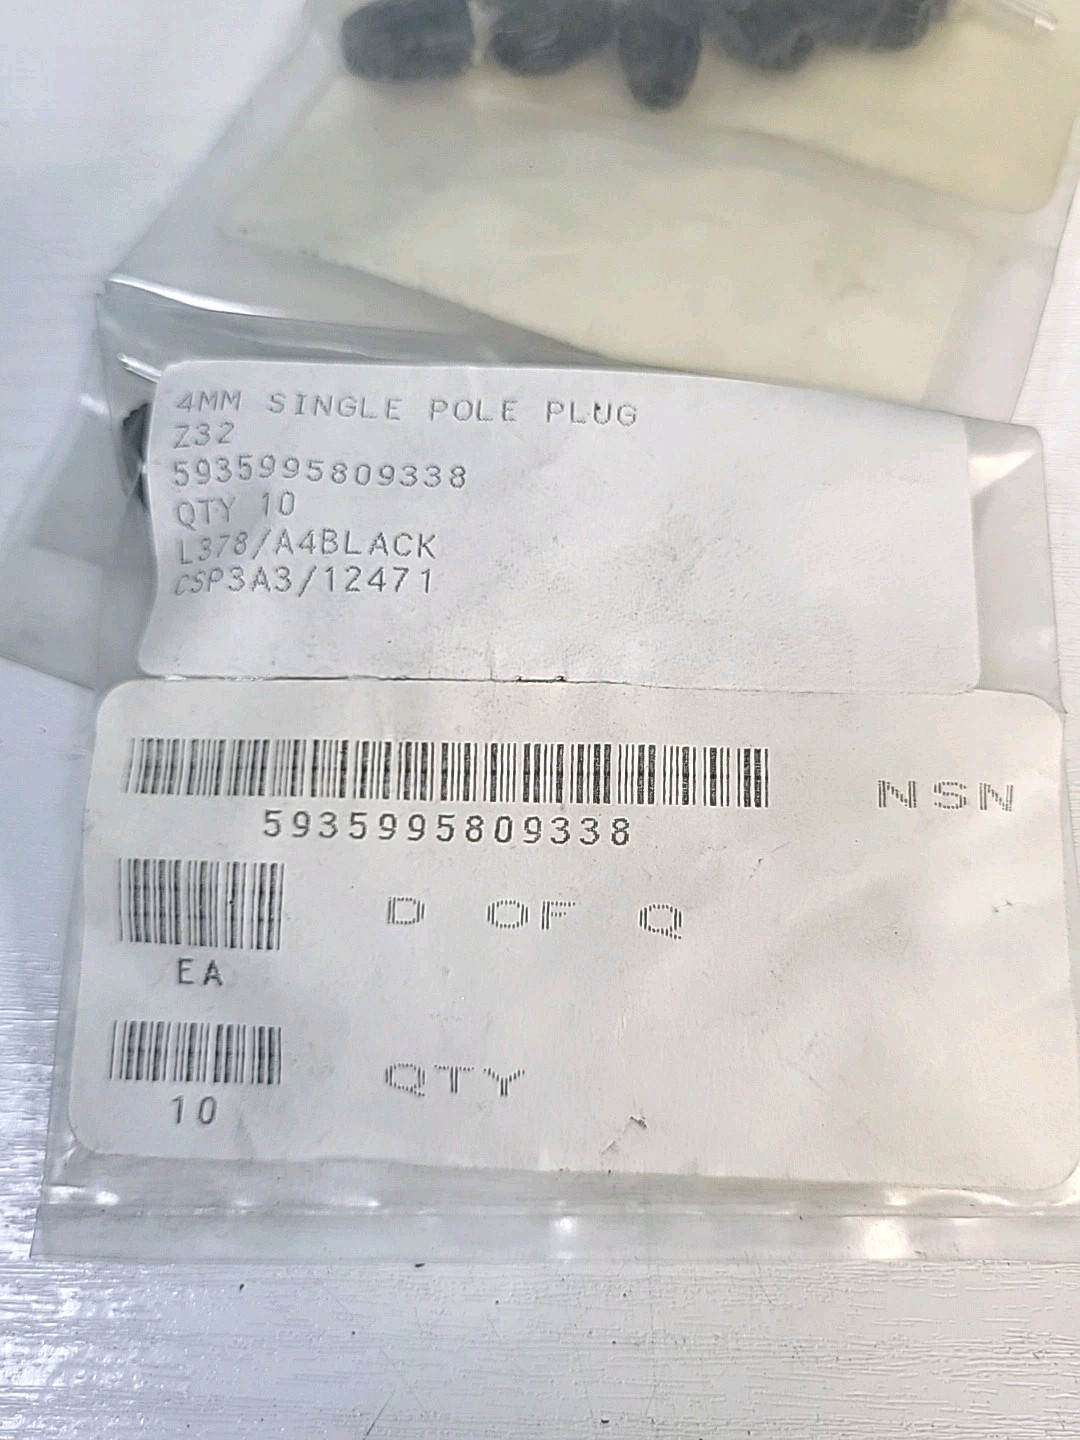 4MM SINGLE POLE PLUG
Z32
5935995809338
QTY 10
L378/A4BLACK
CSP3A3/12471
NSN
5935995809338
D OF Q
EA
QTY
10